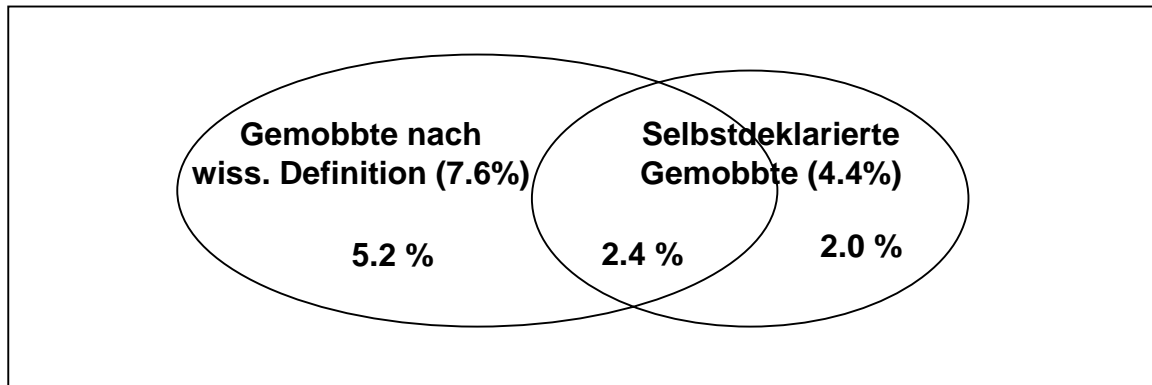 Gemobbte nach
wiss. Definition (7.6%)
Selbstdeklarierte
Gemobbte (4.4%)
5.2 %
2.4 %
2.0 %